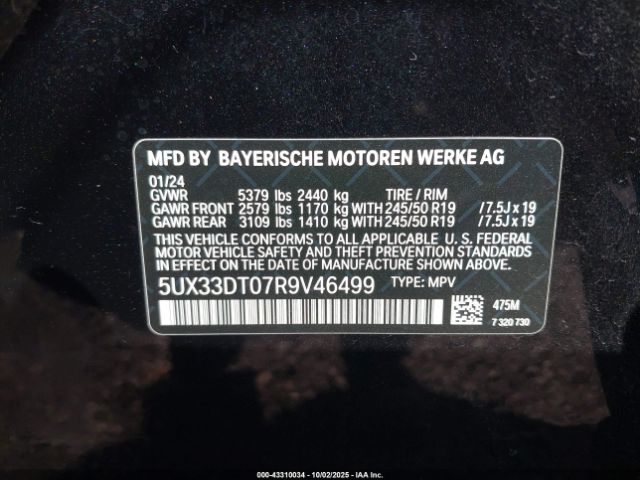 MFD BY BAYERISCHE MOTOREN WERKE AG
01/24
GVWR 5379 lbs 2440 kg TIRE / RIM
GAWR FRONT 2579 lbs 1170 kg WITH 245/50 R19 / 7.5J x 19
GAWR REAR 3109 lbs 1410 kg WITH 245/50 R19 / 7.5J x 19
THIS VEHICLE CONFORMS TO ALL APPLICABLE U. S. FEDERAL
MOTOR VEHICLE SAFETY, BUMPER AND THEFT PREVENTION
STANDARDS IN EFFECT ON THE DATE OF MANUFACTURE SHOWN ABOVE.
5UX33DT07R9V46499 TYPE: MPV
475M
7 320 730
000-43310034 - 10/02/2025 - COPYRIGHT IAA, LLC.